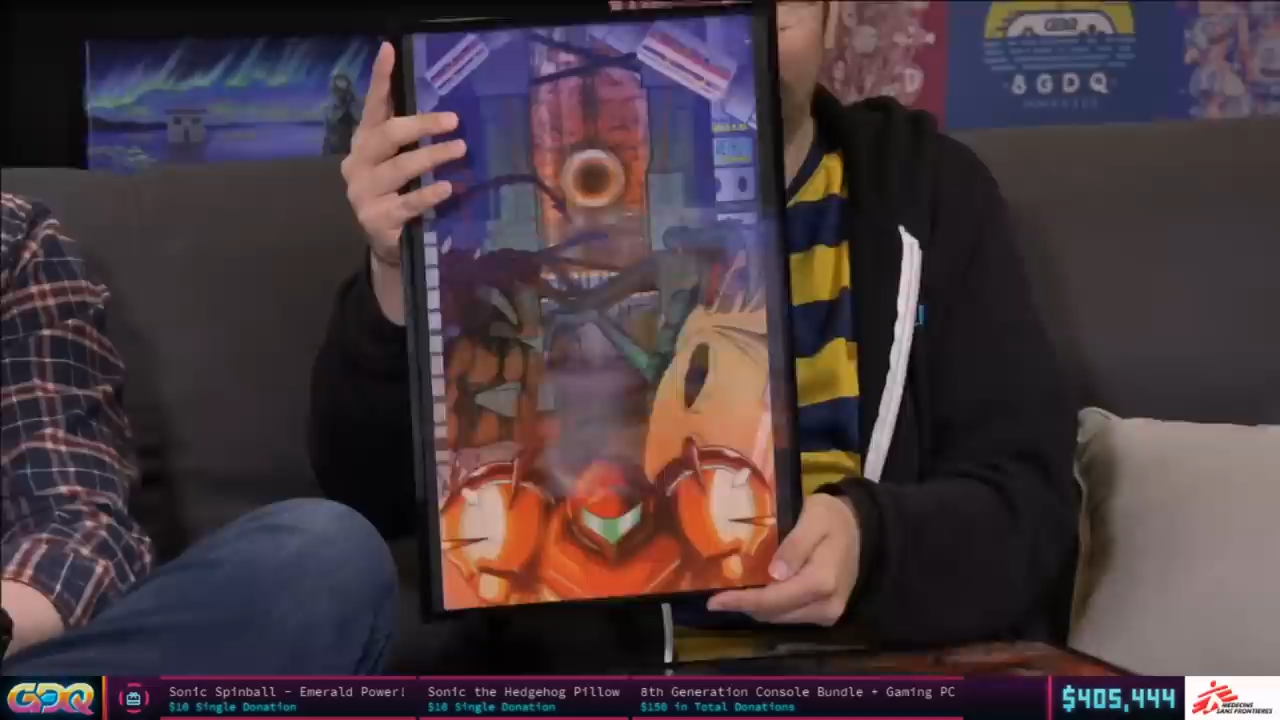 8GDQ
GDQ
Sonic Spinball - Emerald Power!
$10 Single Donation
Sonic the Hedgehog Pillow
$10 Single Donation
8th Generation Console Bundle + Gaming PC
$150 in Total Donations
$405,444
MEDECINS
SANS FRONTIERES